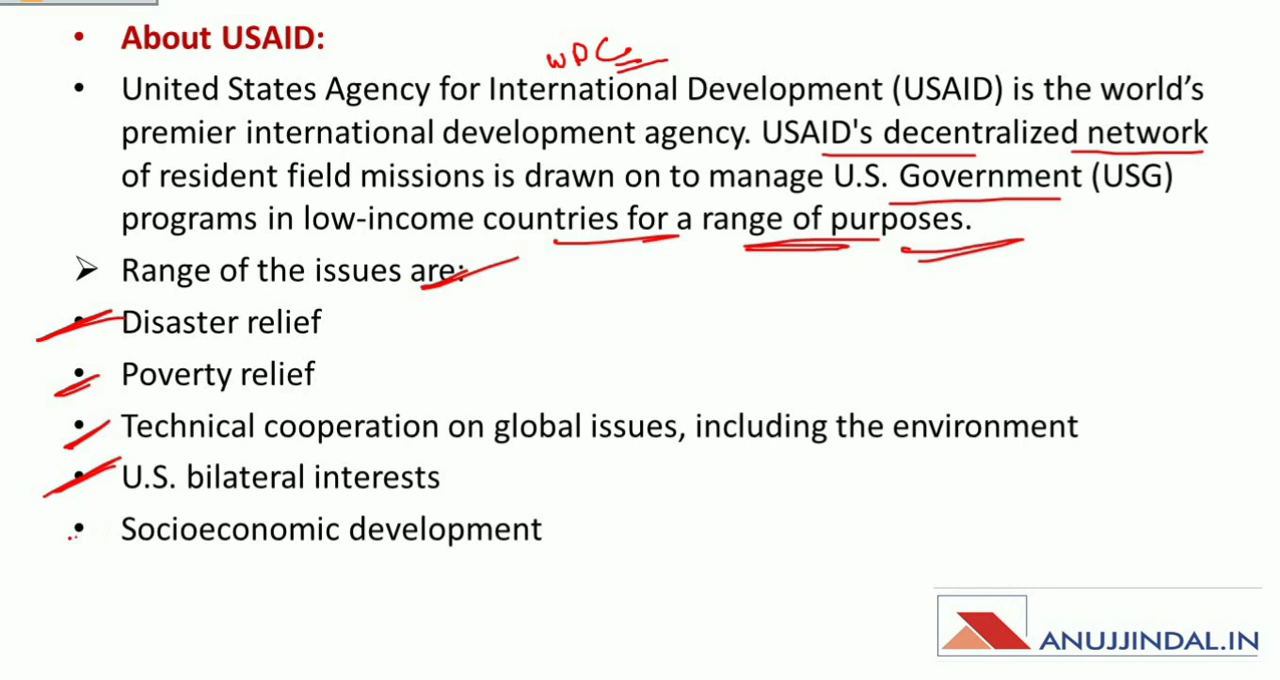 • About USAID:
WDC
• United States Agency for International Development (USAID) is the world’s
premier international development agency. USAID's decentralized network
of resident field missions is drawn on to manage U.S. Government (USG)
programs in low-income countries for a range of purposes.
➢ Range of the issues are:
• Disaster relief
• Poverty relief
• Technical cooperation on global issues, including the environment
• U.S. bilateral interests
• Socioeconomic development
ANUJJINDAL.IN